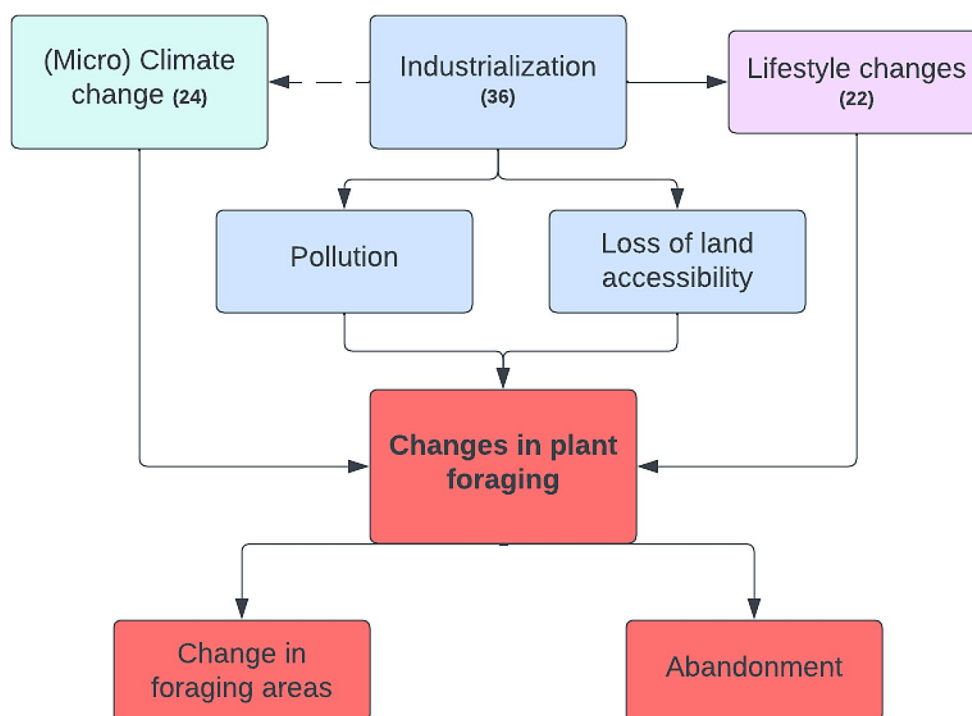 (Micro) Climate
change (24)
Industrialization
(36)
Lifestyle changes
(22)
Pollution
Loss of land
accessibility
Changes in plant
foraging
Change in
foraging areas
Abandonment